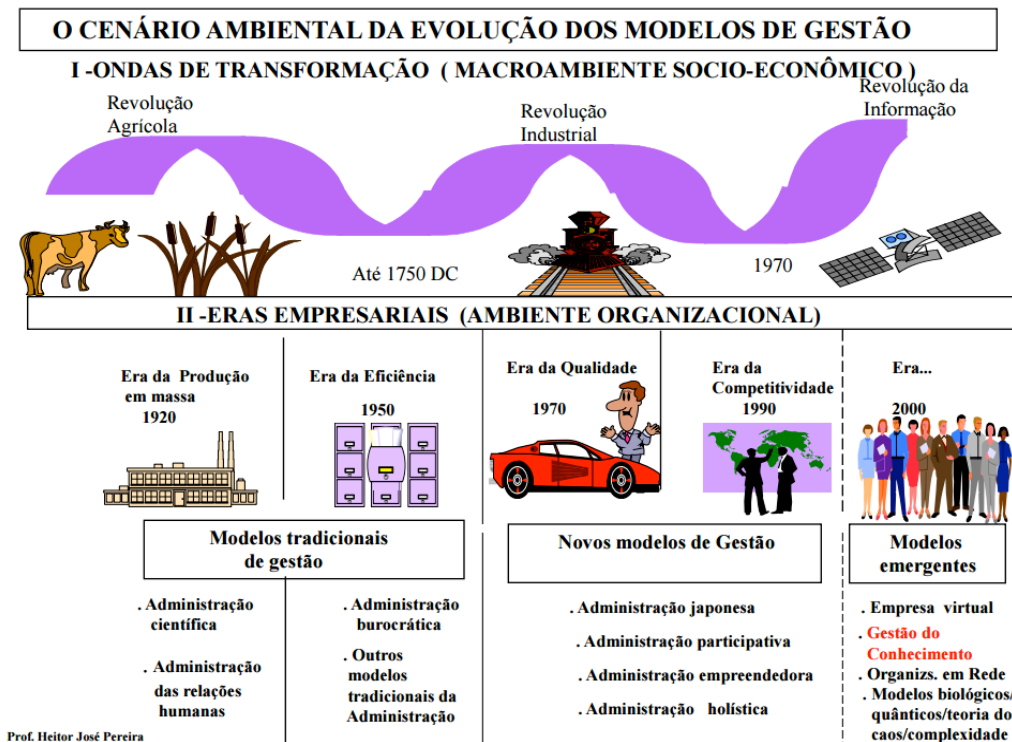 O CENÁRIO AMBIENTAL DA EVOLUÇÃO DOS MODELOS DE GESTÃO
I -ONDAS DE TRANSFORMAÇÃO ( MACROAMBIENTE SOCIO-ECONÔMICO )
Revolução
Agrícola
Revolução
Industrial
Revolução da
Informação
Até 1750 DC
1970
II -ERAS EMPRESARIAIS (AMBIENTE ORGANIZACIONAL)
Era da Produção
em massa
1920
Era da Eficiência
1950
Era da Qualidade
1970
Era da
Competitividade
1990
Era...
2000
Modelos tradicionais
de gestão
Novos modelos de Gestão
Modelos
emergentes
. Administração
científica
. Administração
das relações
humanas
. Administração
burocrática
. Outros
modelos
tradicionais da
Administração
. Administração japonesa
. Administração participativa
. Administração empreendedora
. Administração holística
. Empresa virtual
. Gestão do
Conhecimento
. Organizs. em Rede
. Modelos biológicos/
quânticos/teoria do
caos/complexidade
Prof. Heitor José Pereira